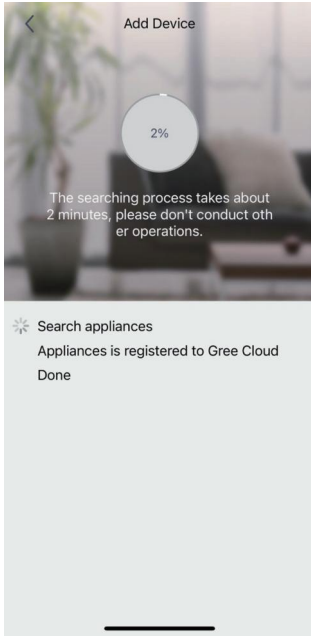 Add Device
2%
The searching process takes about
2 minutes, please don't conduct oth
er operations.
Search appliances
Appliances is registered to Gree Cloud
Done